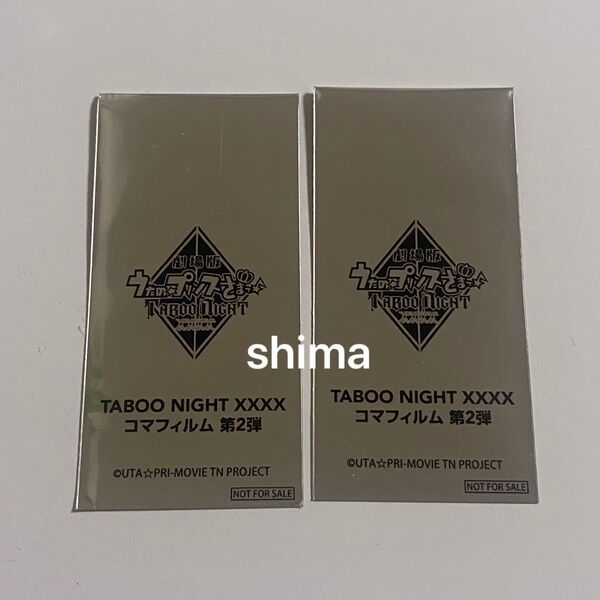 劇場版
うたの☆プリンスさまっ♪
TABOO NIGHT
XXXX
TABOO NIGHT XXXX
コマフィルム 第2弾
©UTA☆PRI-MOVIE TN PROJECT
NOT FOR SALE
劇場版
うたの☆プリンスさまっ♪
TABOO NIGHT
XXXX
TABOO NIGHT XXXX
コマフィルム 第2弾
©UTA☆PRI-MOVIE TN PROJECT
NOT FOR SALE
shima